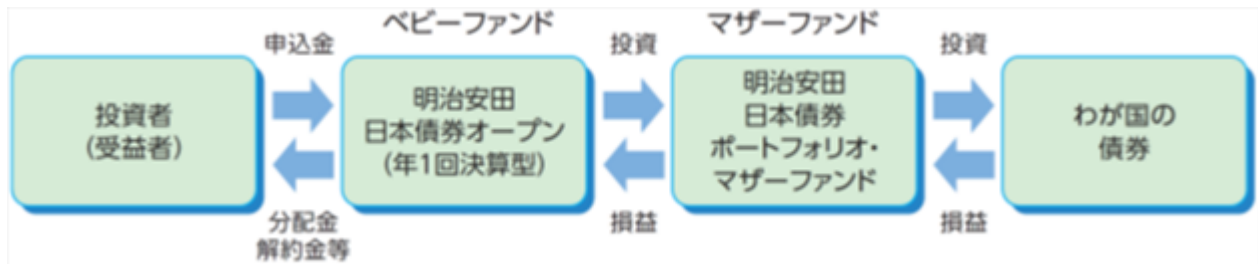 ベビーファンド
マザーファンド
申込金
投資
投資
投資者
(受益者)
明治安田
日本債券オープン
(年1回決算型)
明治安田
日本債券
ポートフォリオ・
マザーファンド
わが国の
債券
分配金
解約金等
損益
損益